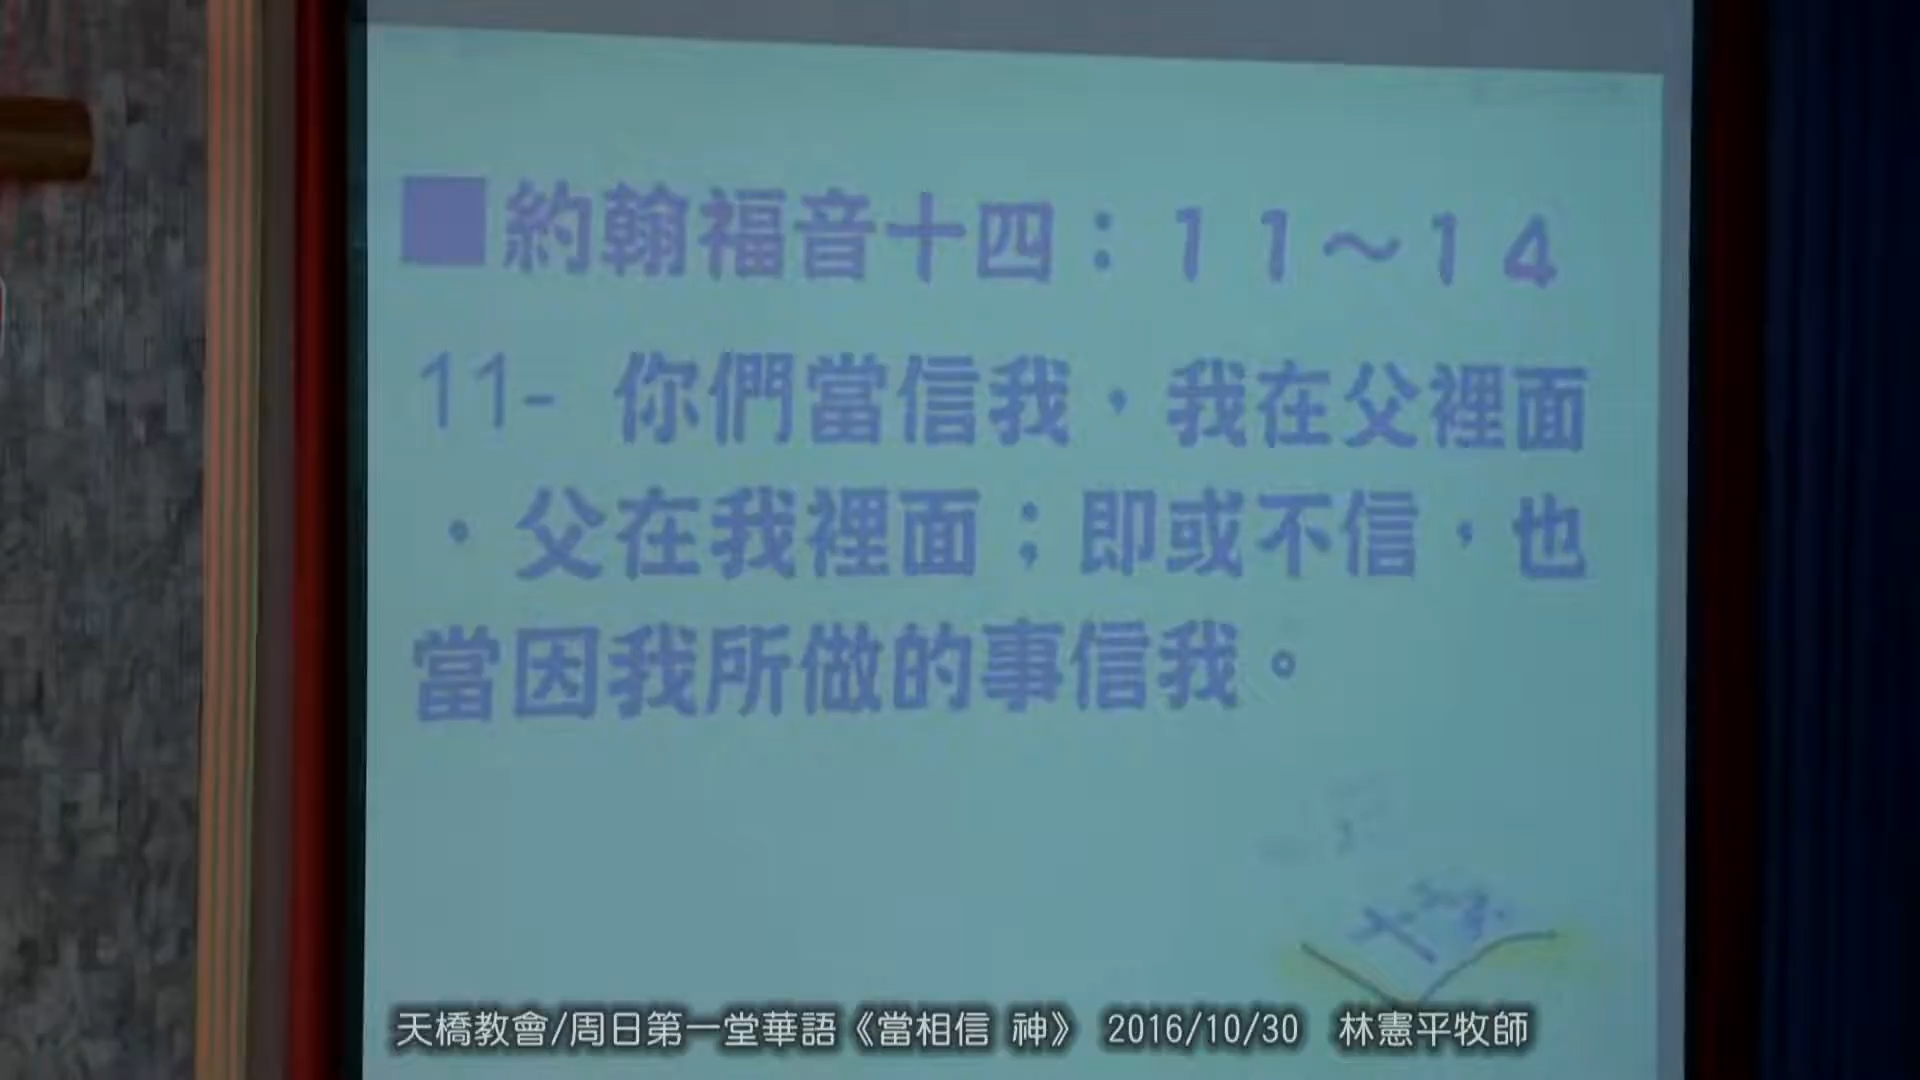 ■約翰福音十四：１１～１４
11- 你們當信我，我在父裡面
，父在我裡面；即或不信，也
當因我所做的事信我。
天橋教會/周日第一堂華語《當相信 神》 2016/10/30 林憲平牧師